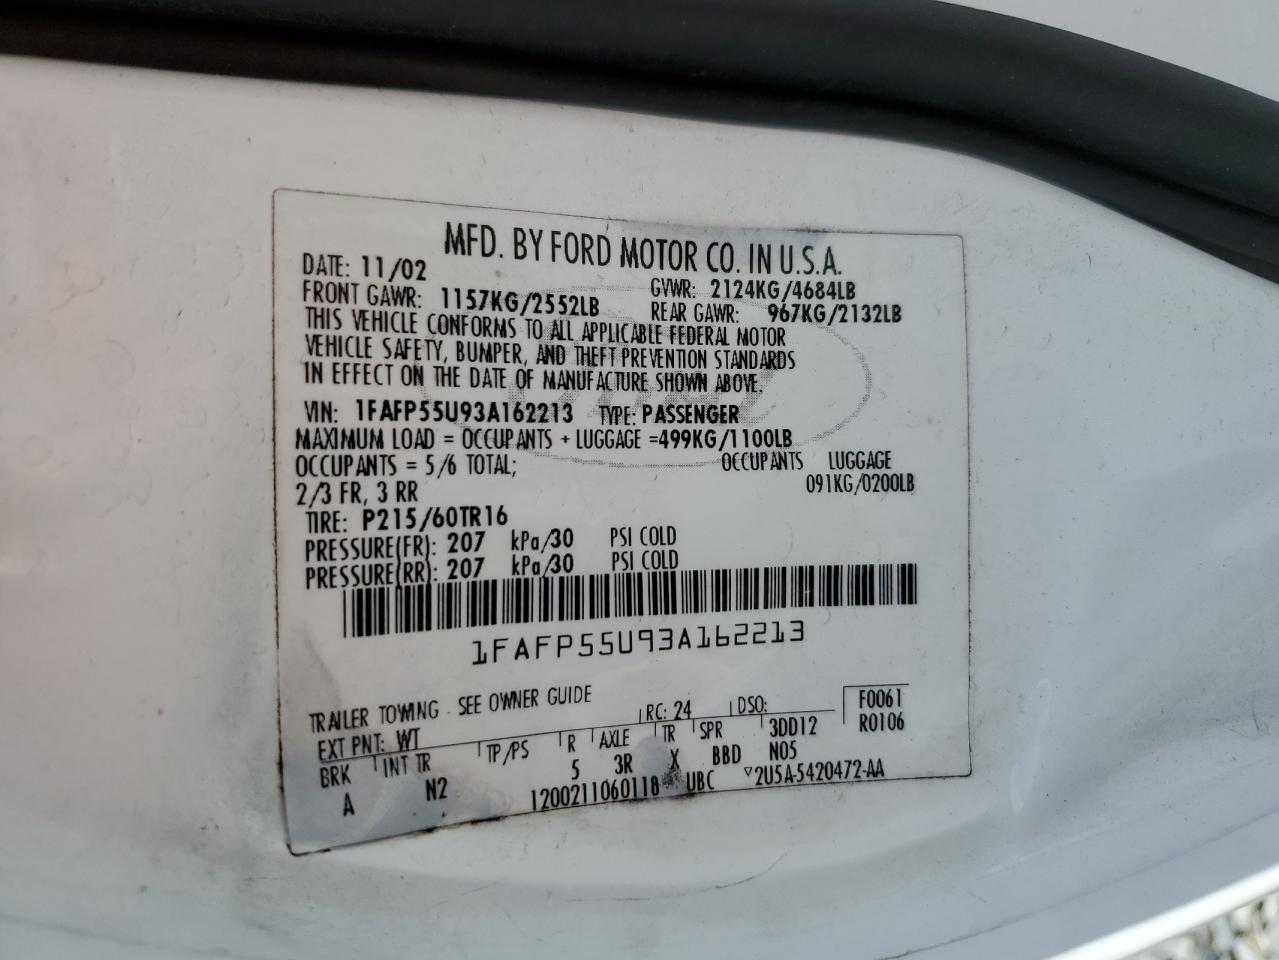 MFD. BY FORD MOTOR CO. IN U.S.A.
DATE: 11/02 GVWR: 2124KG/4684LB
FRONT GAWR: 1157KG/2552LB REAR GAWR: 967KG/2132LB
THIS VEHICLE CONFORMS TO ALL APPLICABLE FEDERAL MOTOR
VEHICLE SAFETY, BUMPER, AND THEFT PREVENTION STANDARDS
IN EFFECT ON THE DATE OF MANUFACTURE SHOWN ABOVE.
VIN: 1FAFP55U93A162213 TYPE: PASSENGER
MAXIMUM LOAD = OCCUPANTS + LUGGAGE =499KG/1100LB
OCCUPANTS = 5/6 TOTAL; OCCUPANTS LUGGAGE
2/3 FR, 3 RR 091KG/0200LB
TIRE: P215/60TR16
PRESSURE(FR): 207 kPa/30 PSI COLD
PRESSURE(RR): 207 kPa/30 PSI COLD
1FAFP55U93A162213
TRAILER TOWING - SEE OWNER GUIDE F0061
EXT PNT: WT RC: 24 DSO: R0106
BRK INT TR TP/PS R AXLE TR SPR 3DD12
A N2 5 3R X BBD N05
1200211060118 UBC ▽2U5A-5420472-AA